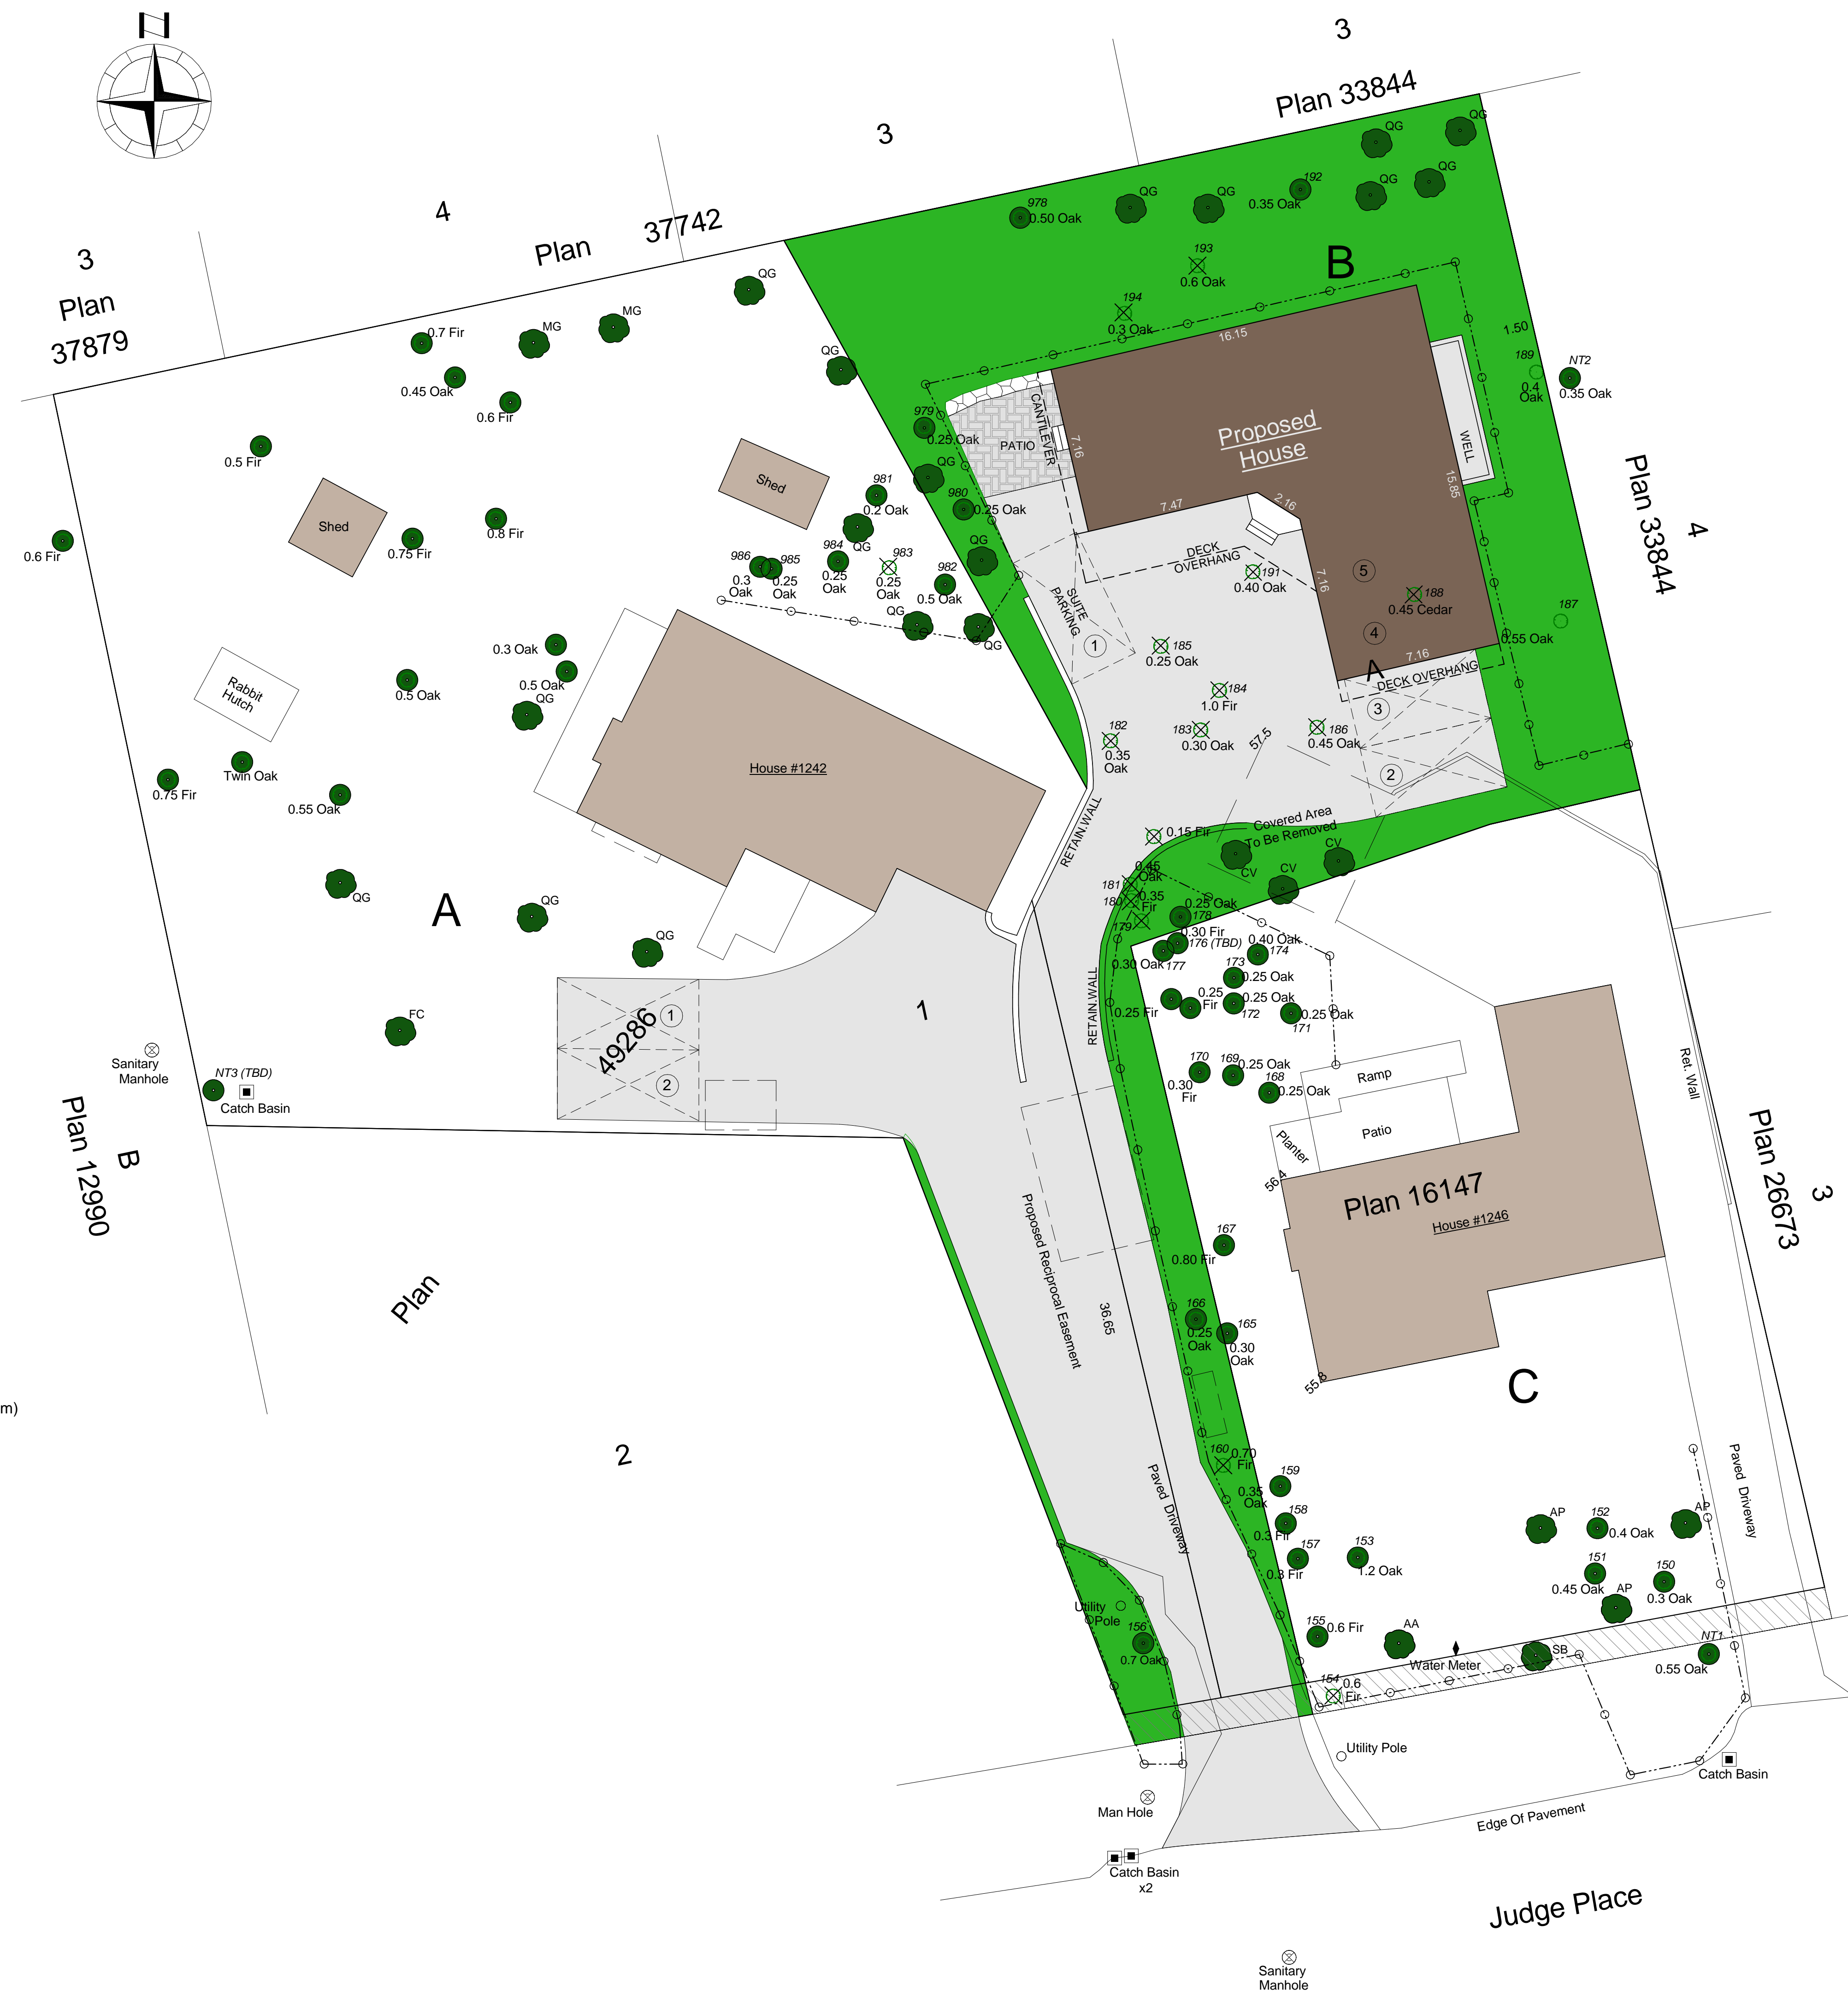 N
3
Plan 33844
3
4
Plan 37742
3
Plan
37879
QG
QG
QG
QG
QG
QG
192
0.35 Oak
978
0.50 Oak
193
0.6 Oak
B
194
0.3 Oak
16.15
1.50
189
0.4
Oak
NT2
0.35 Oak
QG
MG
MG
0.7 Fir
0.45 Oak
0.6 Fir
QG
0.5 Fir
979
0.25 Oak
PATIO
CANTILEVER
7.16
Proposed
House
WELL
15.85
Plan 33844
4
QG
980
0.25 Oak
7.47
2.16
Shed
981
0.2 Oak
QG
Shed
0.8 Fir
0.75 Fir
0.6 Fir
986
0.3
Oak
985
0.25
Oak
984
0.25
Oak
983
0.25
Oak
982
0.5 Oak
QG
QG
QG
DECK
OVERHANG
191
0.40 Oak
7.16
5
188
0.45 Cedar
187
0.55 Oak
4
SUITE
PARKING
1
185
0.25 Oak
A
7.16
DECK OVERHANG
0.3 Oak
0.5 Oak
QG
0.5 Oak
Rabbit
Hutch
184
1.0 Fir
3
182
0.35
Oak
183
0.30 Oak
57.5
186
0.45 Oak
2
House #1242
Twin Oak
0.75 Fir
0.55 Oak
RETAIN.WALL
0.15 Fir
Covered Area
To Be Removed
CV
CV
CV
0.45
Oak
181
180
0.35
Fir
179
0.25 Oak
178
0.30 Fir
176 (TBD)
0.30 Oak
177
0.40 Oak
174
173
0.25 Oak
QG
A
QG
QG
RETAIN.WALL
0.25 Fir
0.25
Fir
0.25 Oak
172
0.25 Oak
171
FC
1
1
49286
2
Sanitary
Manhole
NT3 (TBD)
Catch Basin
170
0.30
Fir
169
0.25 Oak
168
0.25 Oak
Ramp
Patio
Planter
56.4
Ret. Wall
Plan 12990
B
Plan 16147
House #1246
Plan 26673
3
Proposed Reciprocal Easement
167
0.80 Fir
36.65
166
0.25
Oak
165
0.30
Oak
Plan
55.8
C
m)
2
160
0.70
Fir
159
0.35
Oak
158
0.3 Fir
157
0.3 Fir
153
1.2 Oak
Paved Driveway
Paved Driveway
AP
152
0.4 Oak
AP
151
0.45 Oak
150
0.3 Oak
AP
Utility
Pole
156
0.7 Oak
155
0.6 Fir
AA
Water Meter
SB
NT1
0.55 Oak
154
0.6
Fir
Utility Pole
Catch Basin
Man Hole
Edge Of Pavement
Catch Basin
x2
Judge Place
Sanitary
Manhole